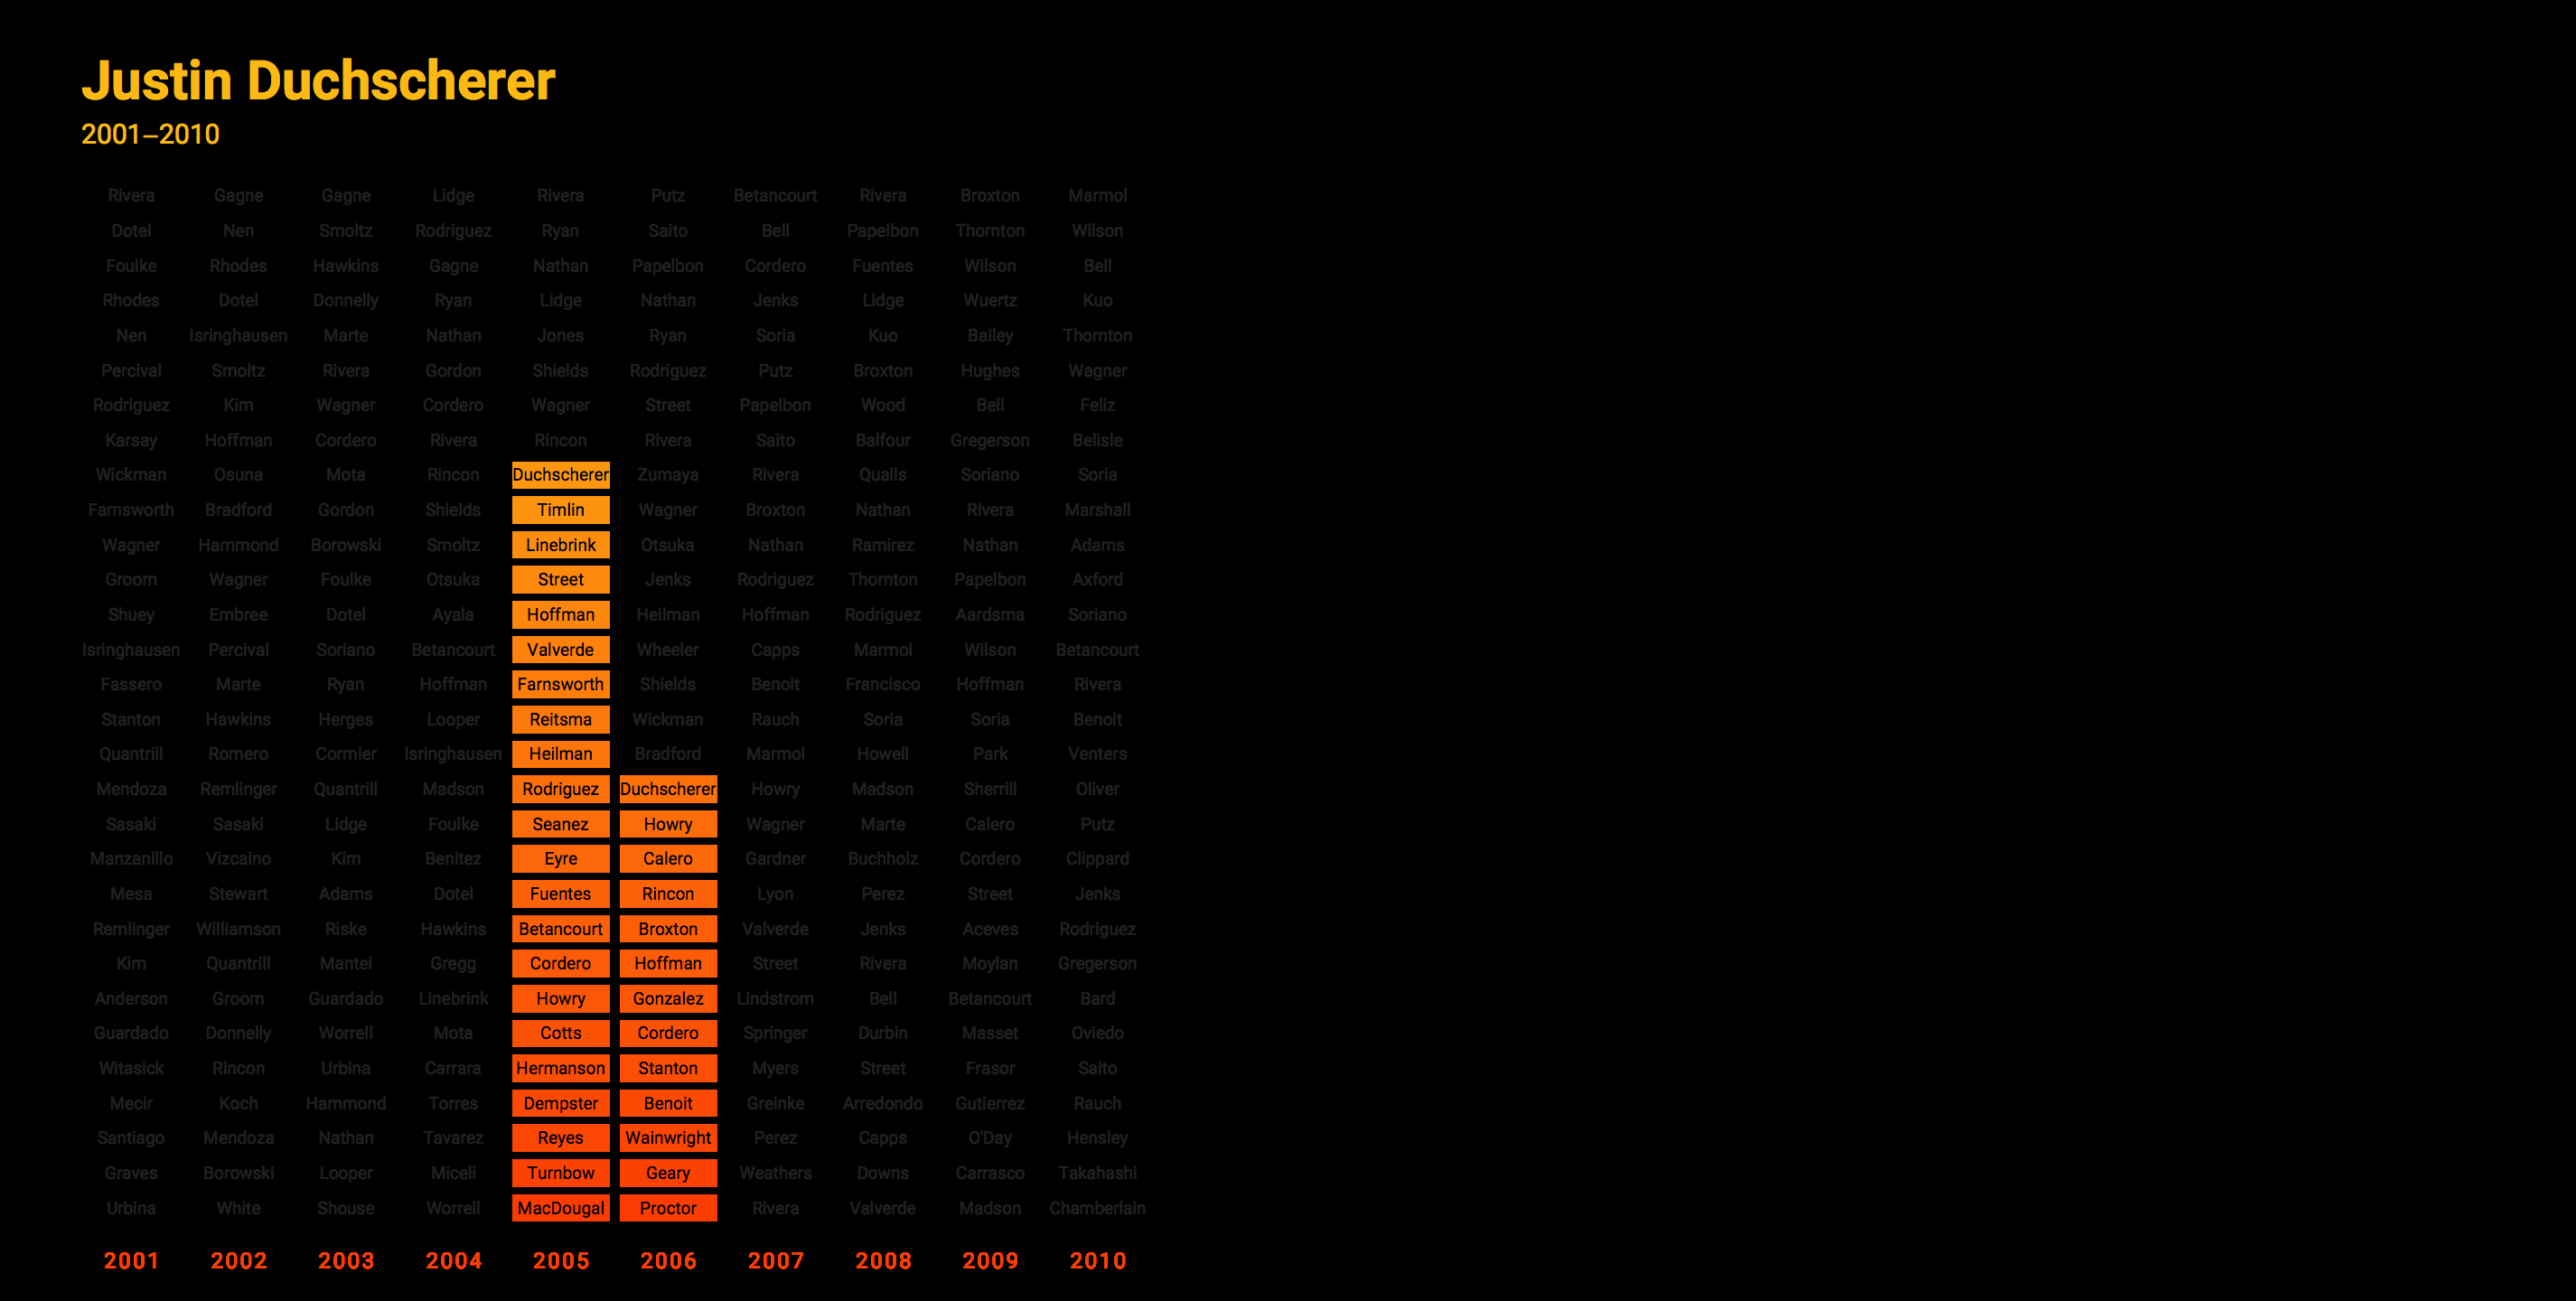 Justin Duchscherer
2001–2010
Rivera Gagne Gagne Lidge Rivera Putz Betancourt Rivera Broxton Marmol
Dotel Nen Smoltz Rodriguez Ryan Saito Bell Papelbon Thornton Wilson
Foulke Rhodes Hawkins Gagne Nathan Papelbon Cordero Fuentes Wilson Bell
Rhodes Dotel Donnelly Ryan Lidge Nathan Jenks Lidge Wuertz Kuo
Nen Isringhausen Marte Nathan Jones Ryan Soria Kuo Bailey Thornton
Percival Smoltz Rivera Gordon Shields Rodriguez Putz Broxton Hughes Wagner
Rodriguez Kim Wagner Cordero Wagner Street Papelbon Wood Bell Feliz
Karsay Hoffman Cordero Rivera Rincon Rivera Saito Balfour Gregerson Belisle
Wickman Osuna Mota Rincon Duchscherer Zumaya Rivera Qualls Soriano Soria
Farnsworth Bradford Gordon Shields Timlin Wagner Broxton Nathan Rivera Marshall
Wagner Hammond Borowski Smoltz Linebrink Otsuka Nathan Ramirez Nathan Adams
Groom Wagner Foulke Otsuka Street Jenks Rodriguez Thornton Papelbon Axford
Shuey Embree Dotel Ayala Hoffman Heilman Hoffman Rodriguez Aardsma Soriano
Isringhausen Percival Soriano Betancourt Valverde Wheeler Capps Marmol Wilson Betancourt
Fassero Marte Ryan Hoffman Farnsworth Shields Benoit Francisco Hoffman Rivera
Stanton Hawkins Herges Looper Reitsma Wickman Rauch Soria Soria Benoit
Quantrill Romero Cormier Isringhausen Heilman Bradford Marmol Howell Park Venters
Mendoza Remlinger Quantrill Madson Rodriguez Duchscherer Howry Madson Sherrill Oliver
Sasaki Sasaki Lidge Foulke Seanez Howry Wagner Marte Calero Putz
Manzanillo Vizcaino Kim Benitez Eyre Calero Gardner Buchholz Cordero Clippard
Mesa Stewart Adams Dotel Fuentes Rincon Lyon Perez Street Jenks
Remlinger Williamson Riske Hawkins Betancourt Broxton Valverde Jenks Aceves Rodriguez
Kim Quantrill Mantei Gregg Cordero Hoffman Street Rivera Moylan Gregerson
Anderson Groom Guardado Linebrink Howry Gonzalez Lindstrom Bell Betancourt Bard
Guardado Donnelly Worrell Mota Cotts Cordero Springer Durbin Masset Oviedo
Witasick Rincon Urbina Carrara Hermanson Stanton Myers Street Frasor Saito
Mecir Koch Hammond Torres Dempster Benoit Greinke Arredondo Gutierrez Rauch
Santiago Mendoza Nathan Tavarez Reyes Wainwright Perez Capps O'Day Hensley
Graves Borowski Looper Miceli Turnbow Geary Weathers Downs Carrasco Takahashi
Urbina White Shouse Worrell MacDougal Proctor Rivera Valverde Madson Chamberlain
2001 2002 2003 2004 2005 2006 2007 2008 2009 2010